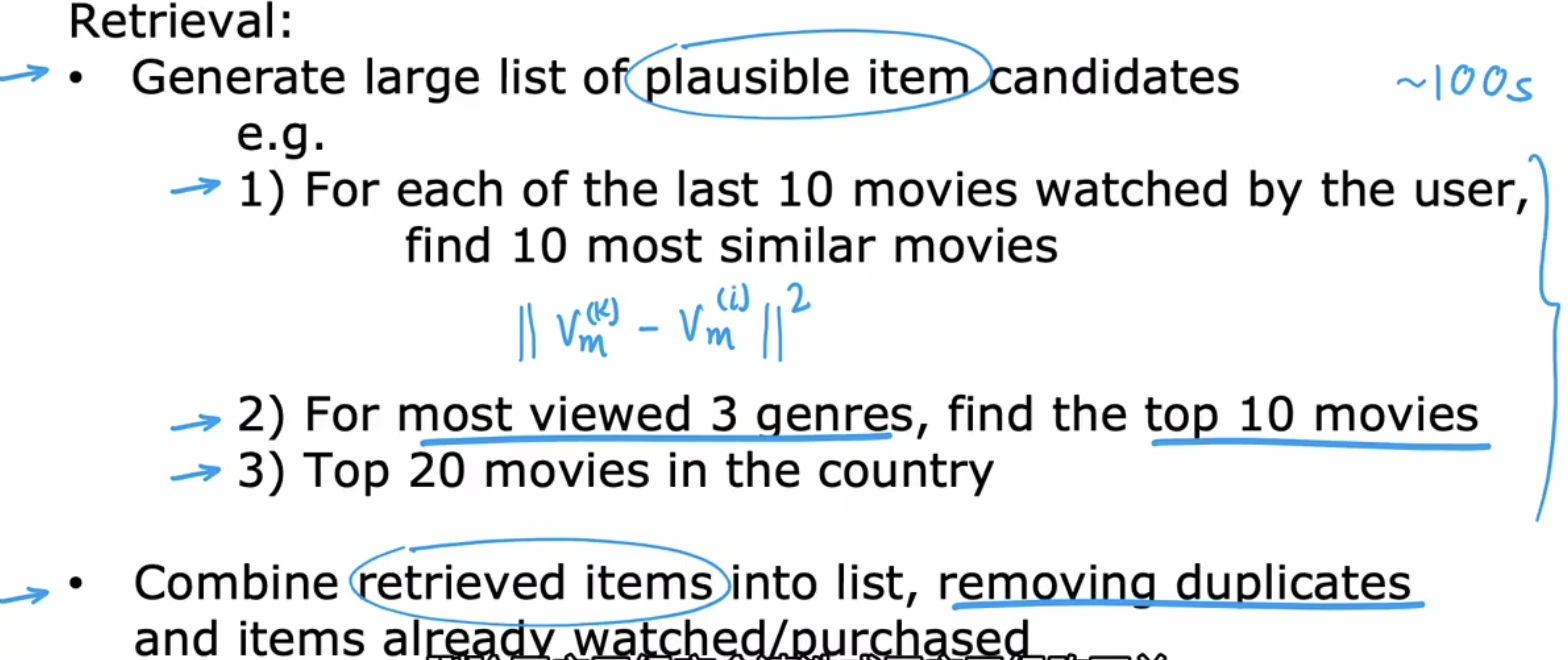 Retrieval:
• Generate large list of plausible item candidates ~100s
e.g.
1) For each of the last 10 movies watched by the user,
find 10 most similar movies
|| Vm^(k) - Vm^(i) ||^2
2) For most viewed 3 genres, find the top 10 movies
3) Top 20 movies in the country
• Combine retrieved items into list, removing duplicates
and items already watched/purchased